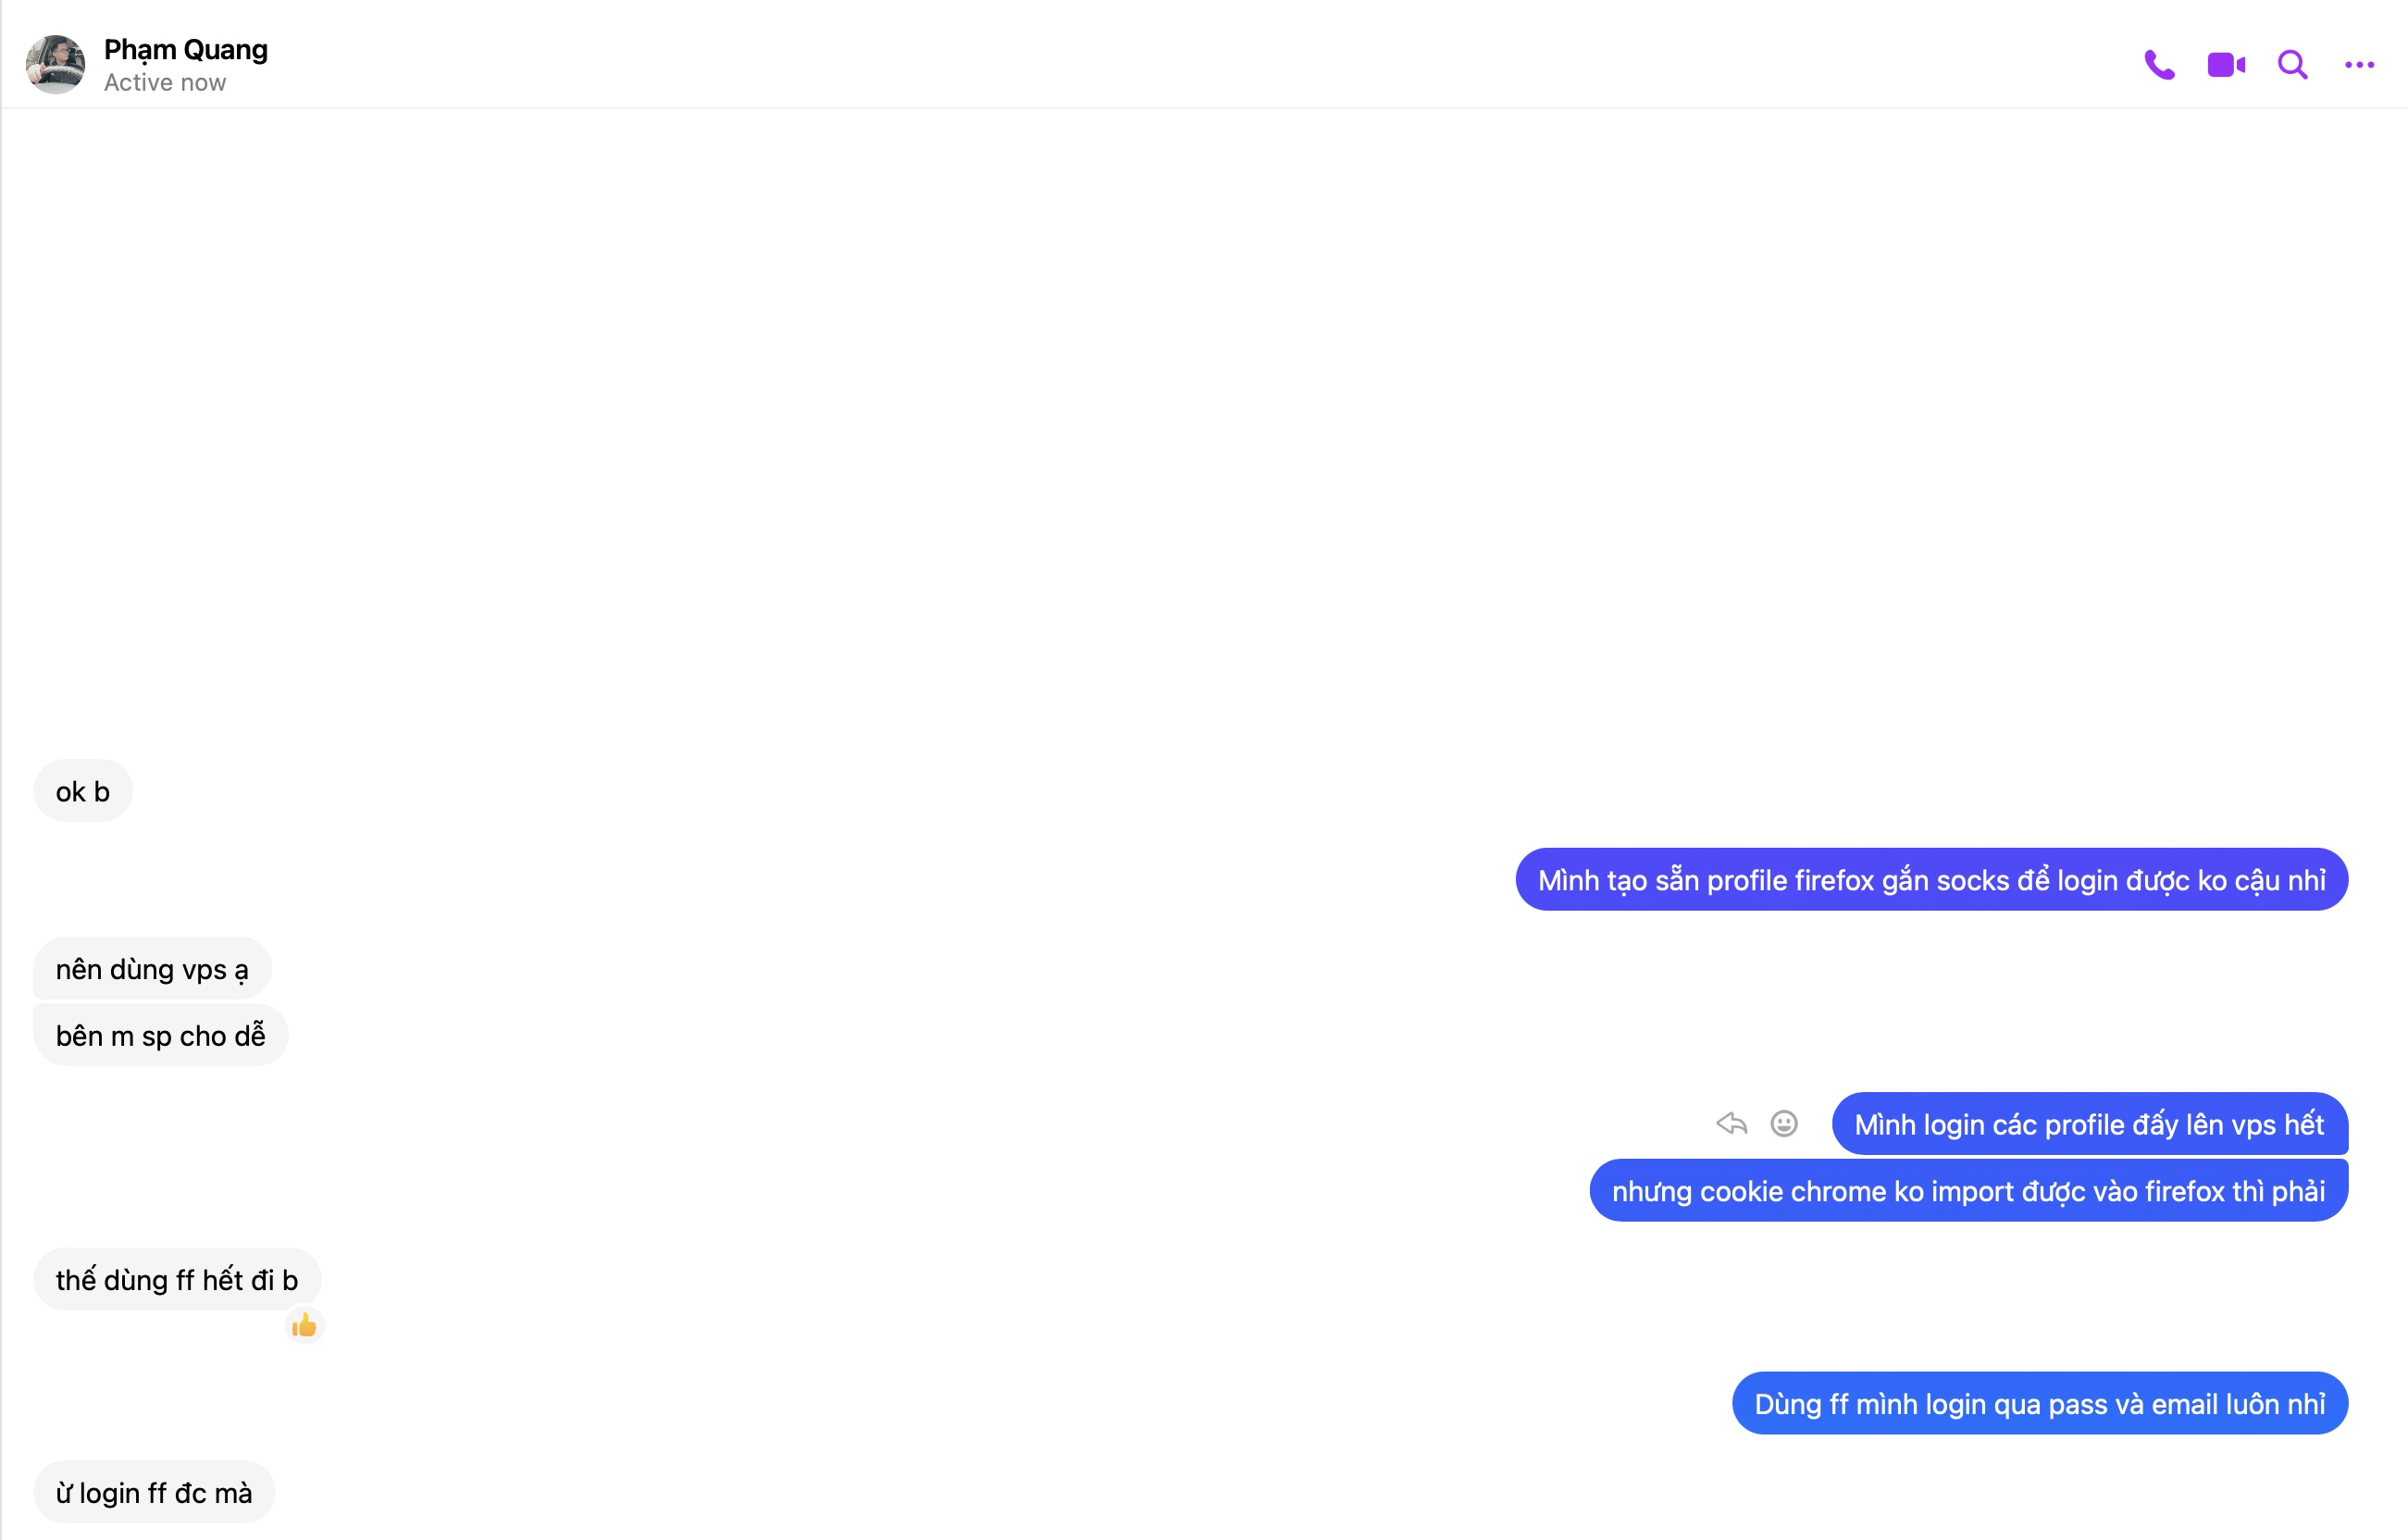 Phạm Quang
Active now
ok b
Mình tạo sẵn profile firefox gắn socks để login được ko cậu nhỉ
nên dùng vps ạ
bên m sp cho dễ
Mình login các profile đấy lên vps hết
nhưng cookie chrome ko import được vào firefox thì phải
thế dùng ff hết đi b
Dùng ff mình login qua pass và email luôn nhỉ
ừ login ff đc mà